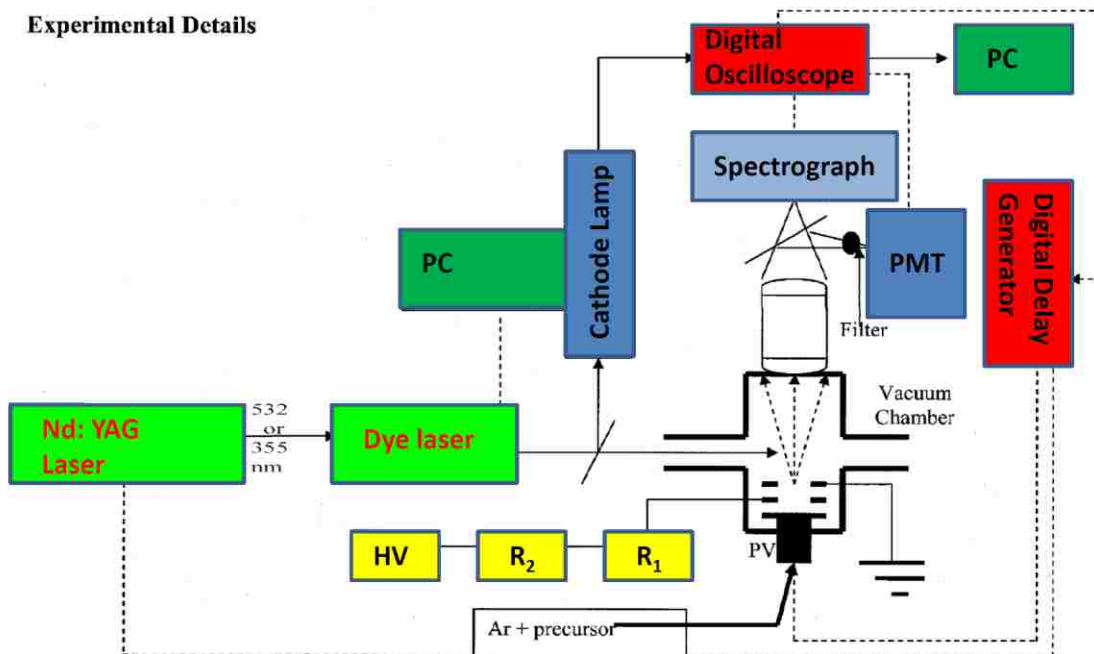 Experimental Details
Digital
Oscilloscope
PC
Spectrograph
Cathode Lamp
PC
PMT
Digital Delay
Generator
Filter
Vacuum
Chamber
Nd: YAG
Laser
532
or
355
nm
Dye laser
HV
R₂
R₁
PV
Ar + precursor